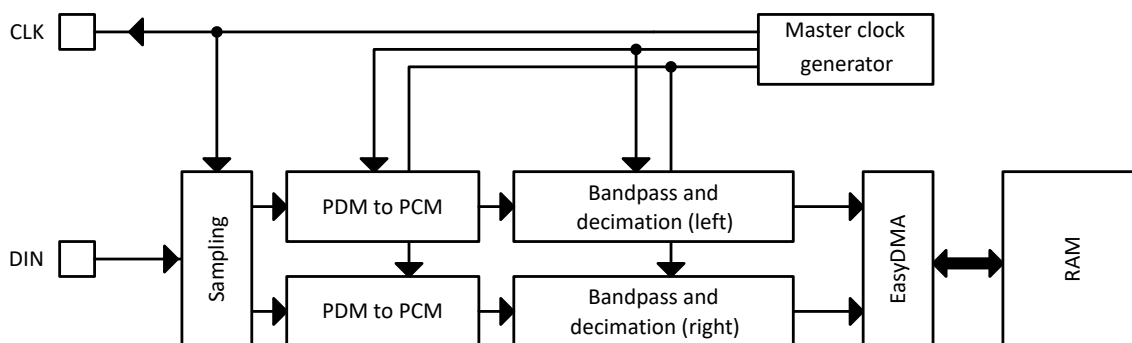 CLK
Master clock
generator
DIN
Sampling
PDM to PCM
Bandpass and
decimation (left)
PDM to PCM
Bandpass and
decimation (right)
EasyDMA
RAM